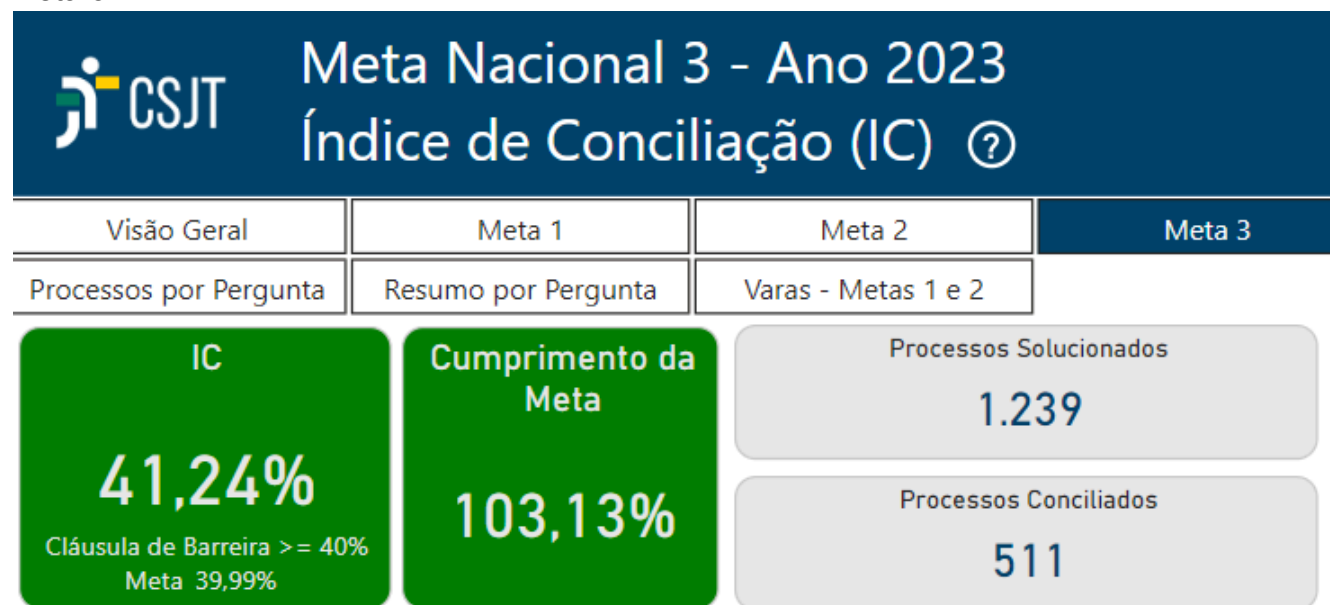 CSJT
Meta Nacional 3 - Ano 2023
Índice de Conciliação (IC) ?
Visão Geral
Meta 1
Meta 2
Meta 3
Processos por Pergunta
Resumo por Pergunta
Varas - Metas 1 e 2
IC
41,24%
Cláusula de Barreira >= 40%
Meta 39,99%
Cumprimento da
Meta
103,13%
Processos Solucionados
1.239
Processos Conciliados
511